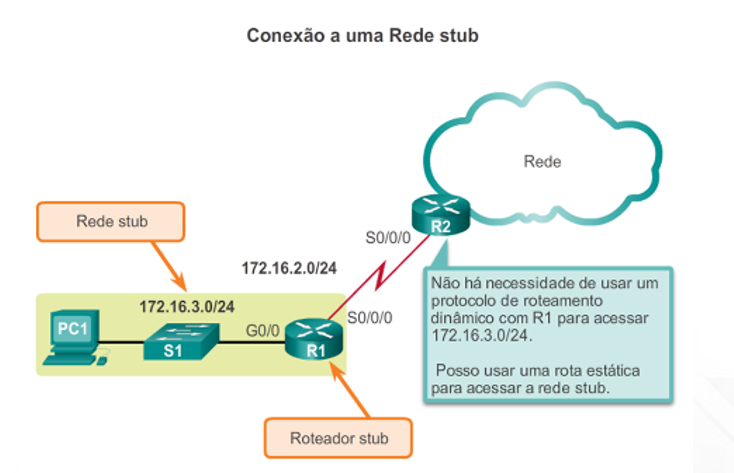 Conexão a uma Rede stub
Rede
Rede stub
R2
S0/0/0
172.16.2.0/24
Não há necessidade de usar um
protocolo de roteamento
dinâmico com R1 para acessar
172.16.3.0/24.
Posso usar uma rota estática
para acessar a rede stub.
172.16.3.0/24
S0/0/0
PC1
G0/0
S1
R1
Roteador stub